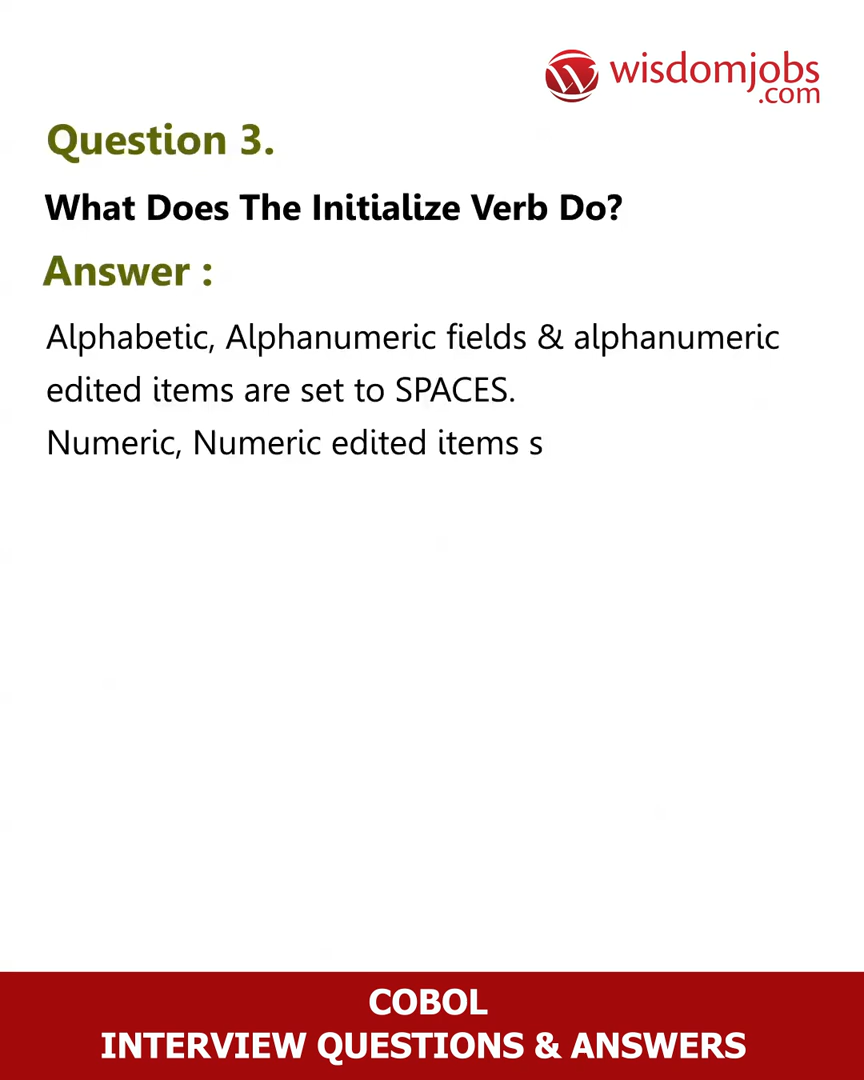 wisdomjobs
.com
Question 3.
What Does The Initialize Verb Do?
Answer :
Alphabetic, Alphanumeric fields & alphanumeric
edited items are set to SPACES.
Numeric, Numeric edited items s
COBOL
INTERVIEW QUESTIONS & ANSWERS